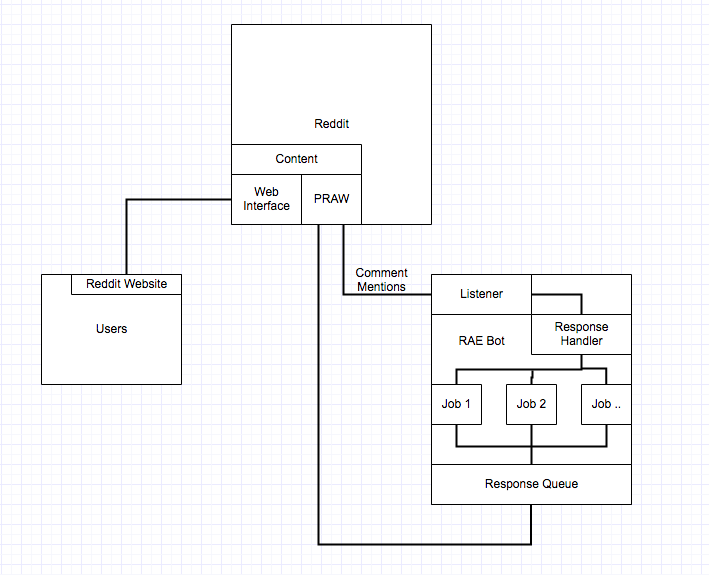 Reddit
Content
Web
Interface
PRAW
Reddit Website
Users
Comment
Mentions
Listener
RAE Bot
Response
Handler
Job 1
Job 2
Job ..
Response Queue